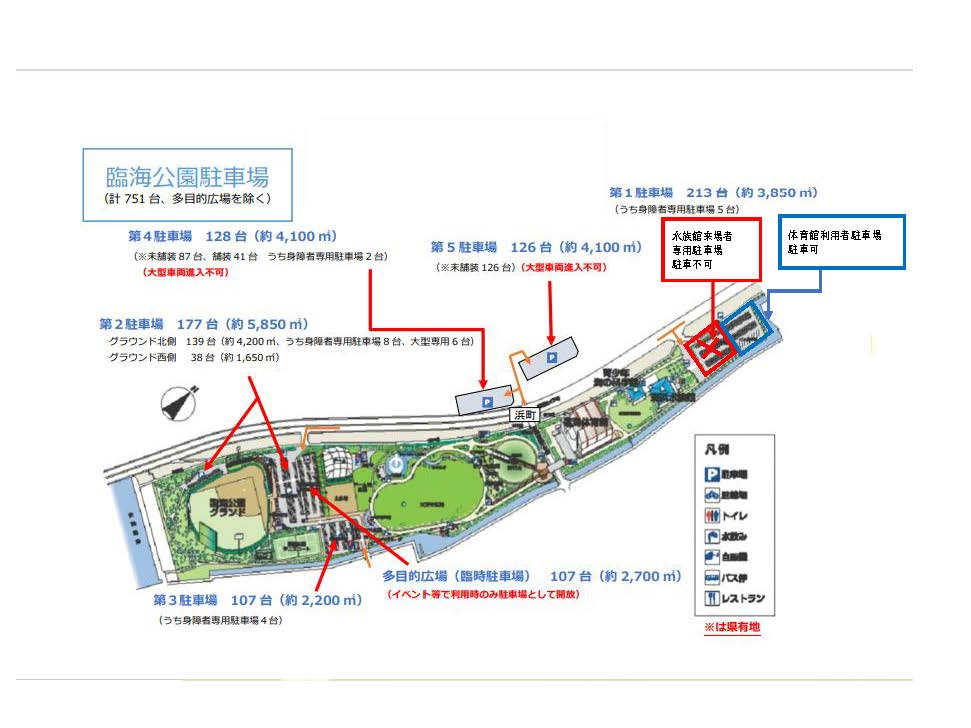 臨海公園駐車場
(計 751 台、多目的広場を除く)
第1駐車場 213 台(約 3,850 ㎡)
(うち身障者専用駐車場5台)
水族館来場者
専用駐車場
駐車不可
体育館利用者駐車場
駐車可
第4駐車場 128 台(約 4,100 ㎡)
(※未舗装 87 台、舗装 41 台 うち身障者専用駐車場2台)
(大型車両進入不可)
第5駐車場 126 台(約 4,100 ㎡)
(※未舗装 126 台)(大型車両進入不可)
第2駐車場 177 台(約 5,850 ㎡)
グラウンド北側 139 台(約 4,200 ㎡、うち身障者専用駐車場8台、大型専用6台)
グラウンド西側 38 台(約 1,650 ㎡)
N
P
P
浜町
臨海体育館
臨海公園
グランド
凡例
P 駐車場
駐輪場
トイレ
水飲み
自販機
バス停
レストラン
※は県有地
多目的広場(臨時駐車場) 107 台(約 2,700 ㎡)
(イベント等で利用時のみ駐車場として開放)
第3駐車場 107 台(約 2,200 ㎡)
(うち身障者専用駐車場4台)